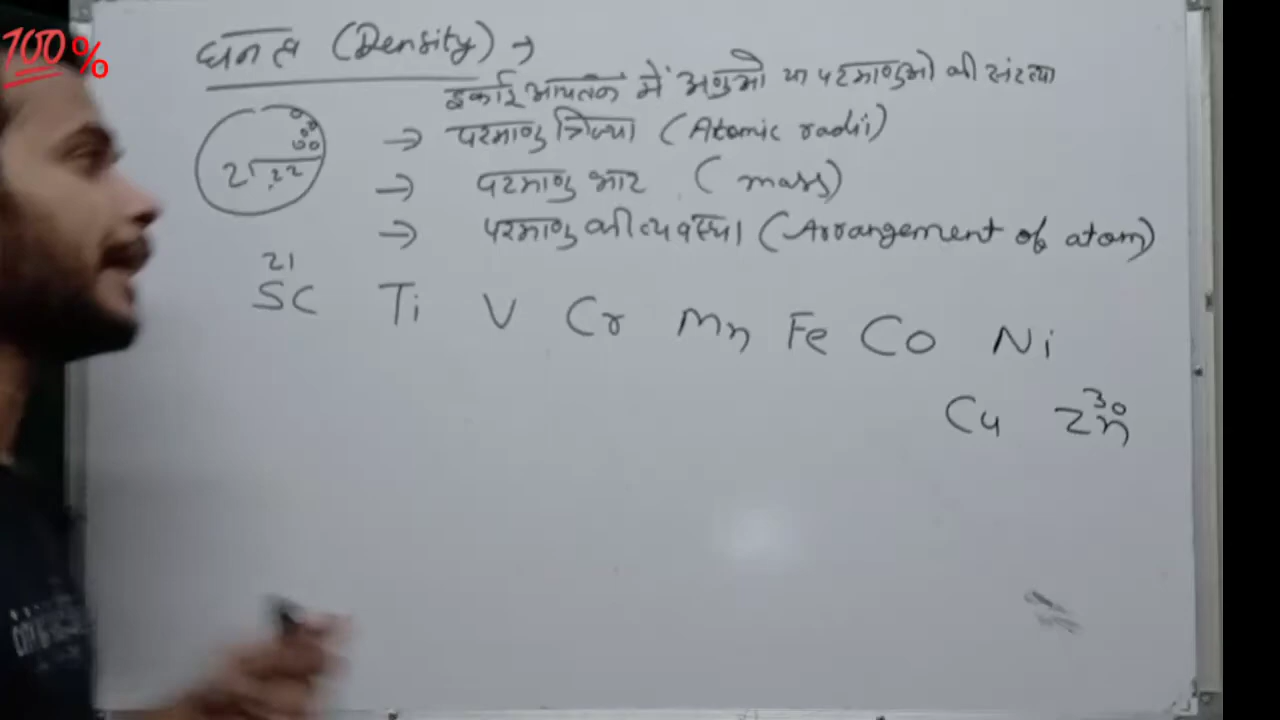 100%
घनत्व (Density) →
इकाई आयतन में अणुओ या परमाणुओ की संख्या
→ परमाणु त्रिज्या (Atomic radii)
→ परमाणु भार (mass)
→ परमाणु की व्यवस्था (Arrangement of atom)
21
SC Ti V Cr Mn Fe Co Ni
Cu Zn 30